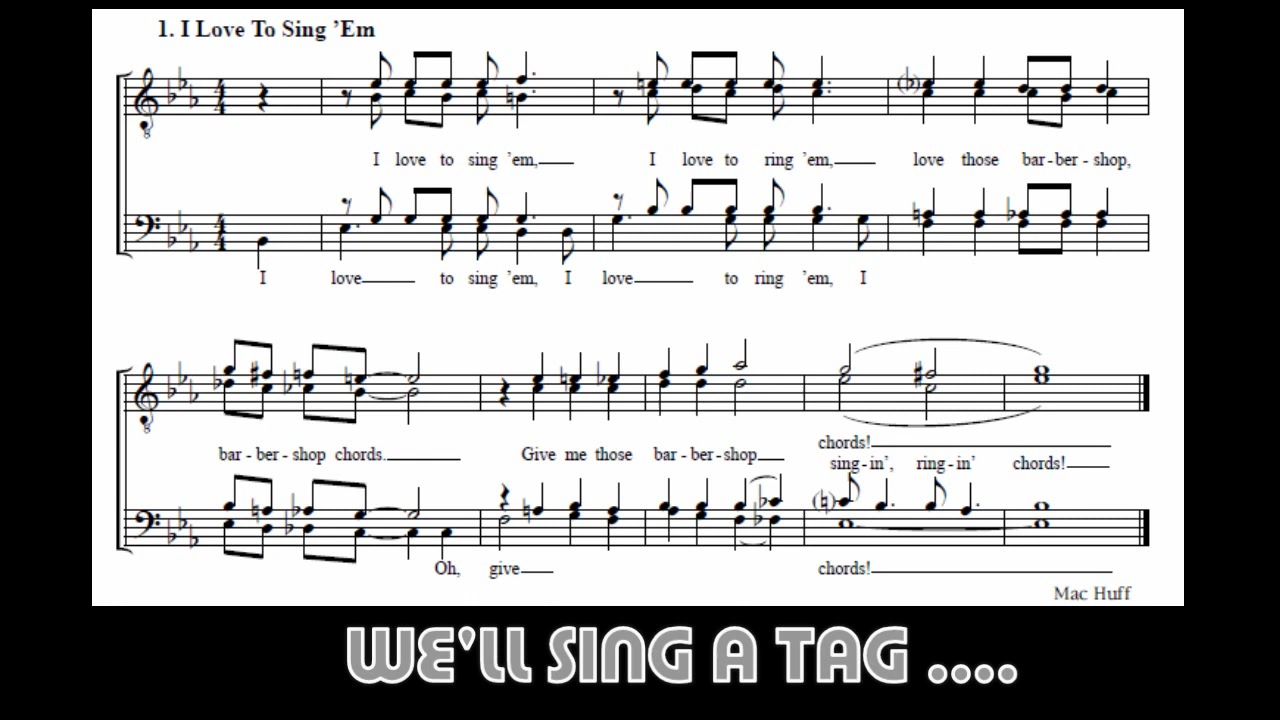 1. I Love To Sing ’Em
I love to sing ’em, I love to ring ’em, love those bar-ber-shop,
I love to sing ’em, I love to ring ’em, I
bar-ber-shop chords. Give me those bar-ber-shop chords!
sing-in’, ring-in’ chords!
Oh, give chords!
Mac Huff
WE'LL SING A TAG ....